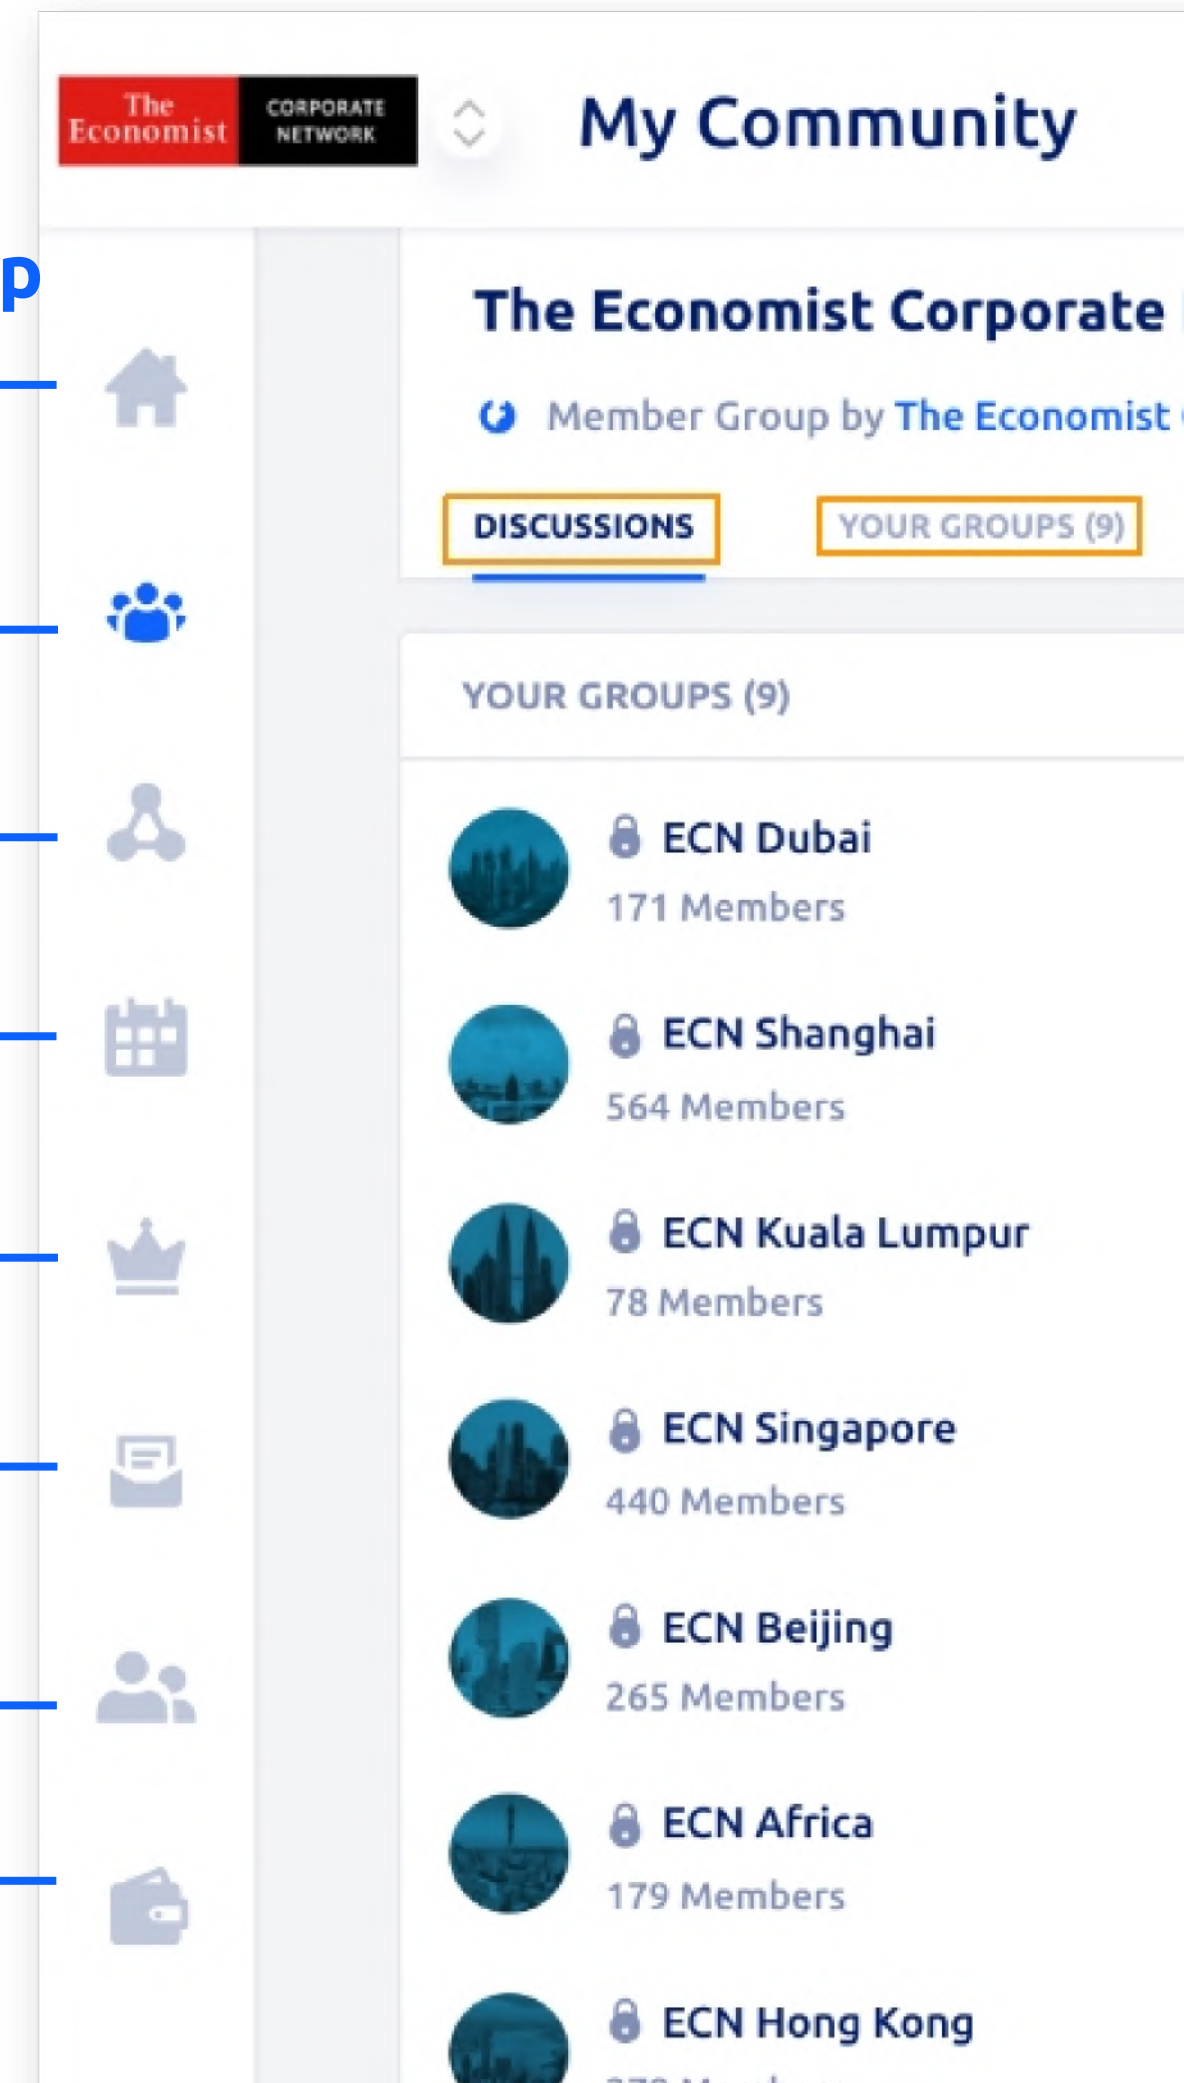 The
Economist
CORPORATE
NETWORK
My Community
p
The Economist Corporate
Member Group by The Economist
DISCUSSIONS
YOUR GROUPS (9)
YOUR GROUPS (9)
ECN Dubai
171 Members
ECN Shanghai
564 Members
ECN Kuala Lumpur
78 Members
ECN Singapore
440 Members
ECN Beijing
265 Members
ECN Africa
179 Members
ECN Hong Kong